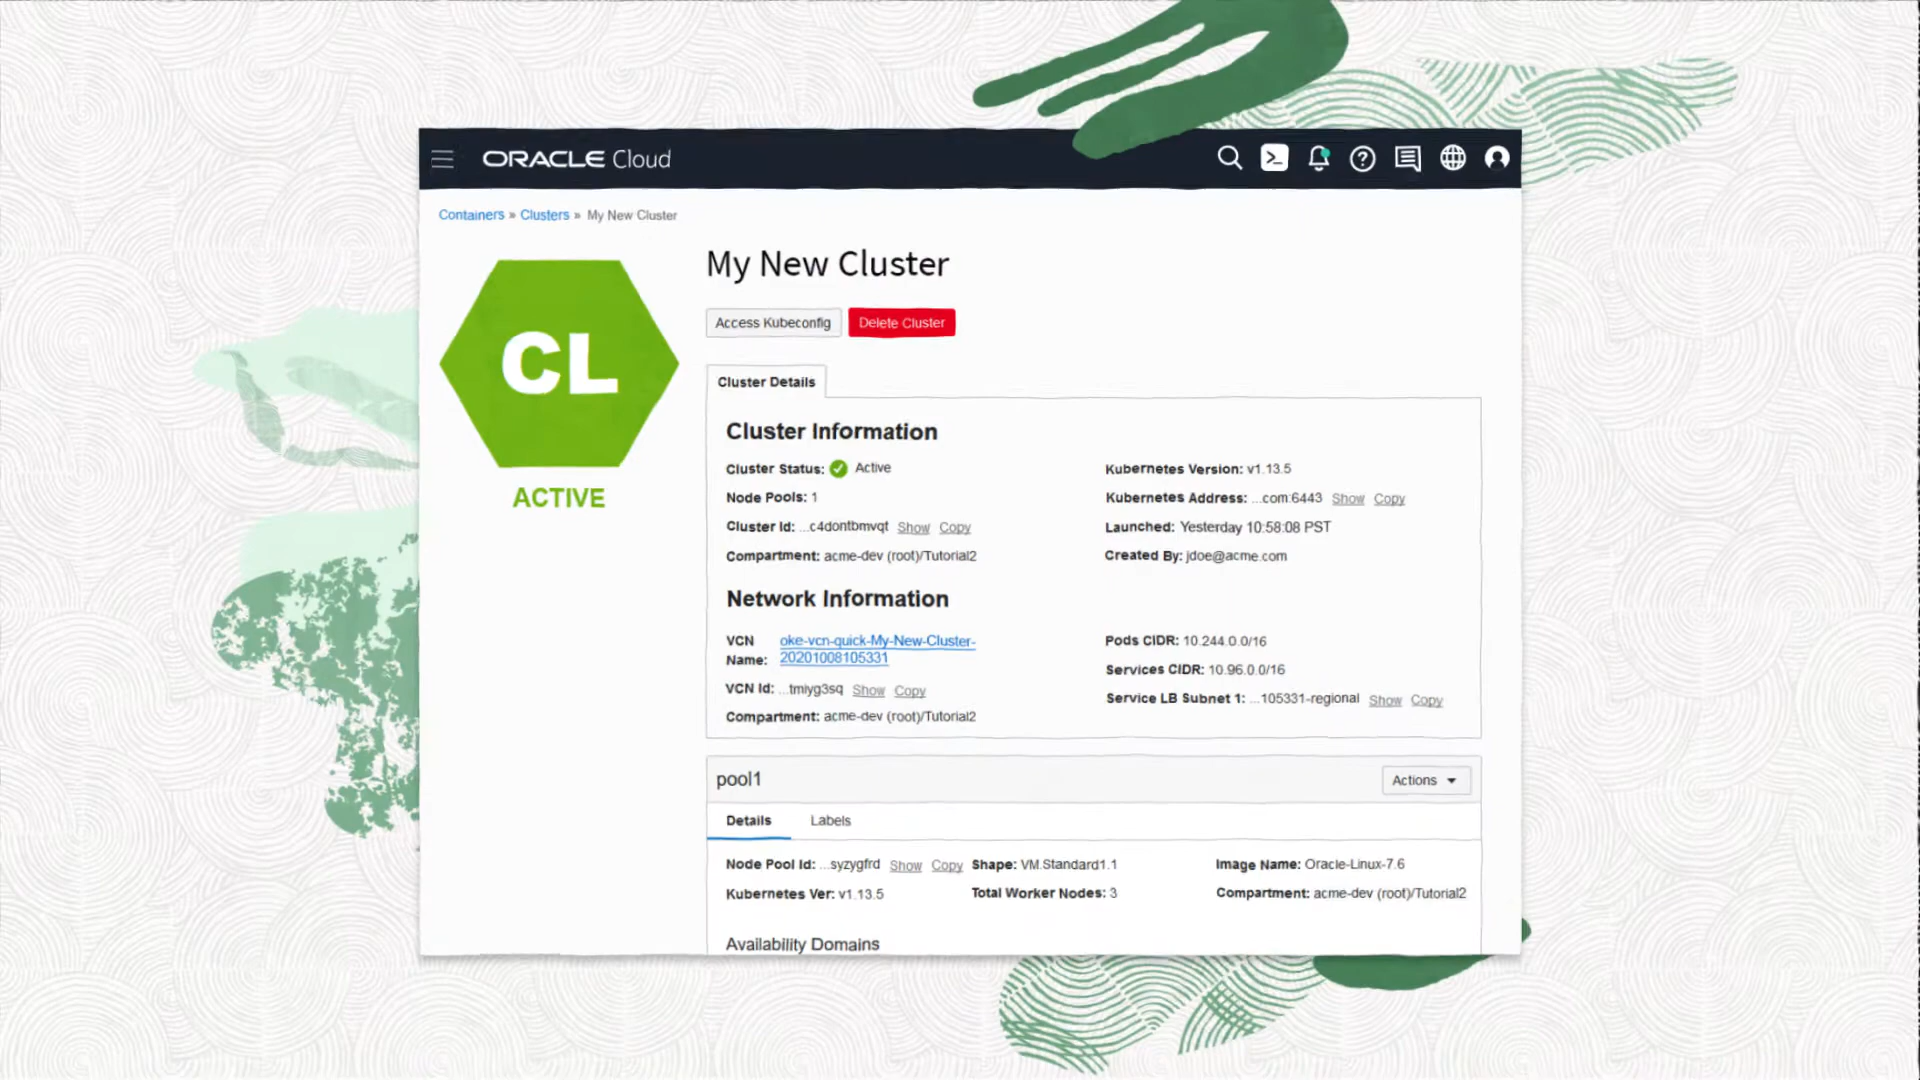 ORACLE Cloud
Containers » Clusters » My New Cluster
My New Cluster
CL
ACTIVE
Access Kubeconfig Delete Cluster
Cluster Details
Cluster Information
Cluster Status: Active
Kubernetes Version: v1.13.5
Node Pools: 1
Kubernetes Address: ...com:6443 Show Copy
Cluster Id: ...c4dontbmvqt Show Copy
Launched: Yesterday 10:58:08 PST
Compartment: acme-dev (root)/Tutorial2
Created By: jdoe@acme.com
Network Information
VCN Name: oke-vcn-quick-My-New-Cluster-
20201008105331
Pods CIDR: 10.244.0.0/16
Services CIDR: 10.96.0.0/16
VCN Id: ...tmiyg3sq Show Copy
Service LB Subnet 1: ...105331-regional Show Copy
Compartment: acme-dev (root)/Tutorial2
pool1
Actions
Details Labels
Node Pool Id: ...syzygfrd Show Copy Shape: VM.Standard1.1 Image Name: Oracle-Linux-7.6
Kubernetes Ver: v1.13.5 Total Worker Nodes: 3 Compartment: acme-dev (root)/Tutorial2
Availability Domains